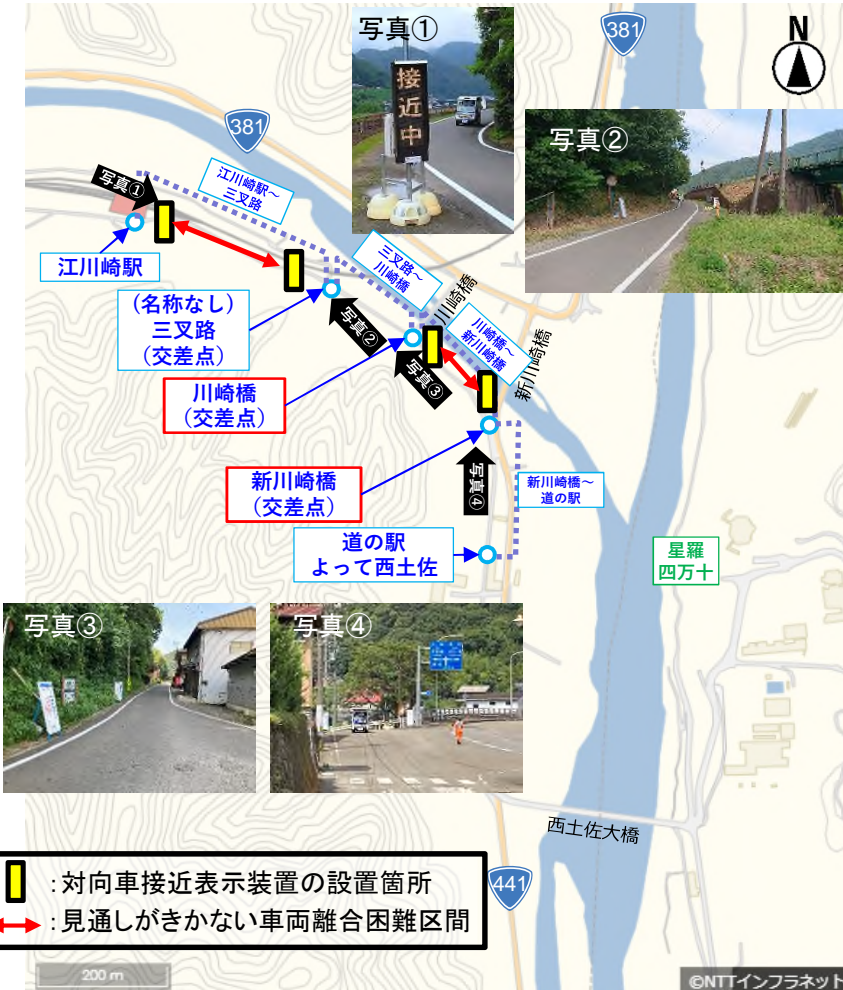 写真①
接
近
中
381
N
写真②
381
写真①
江川崎駅～
三叉路
江川崎駅
三叉路～
川崎橋
川崎橋
(名称なし)
三叉路
(交差点)
写真②
川崎橋～
新川崎橋
新川崎橋
写真③
川崎橋
(交差点)
新川崎橋
(交差点)
写真④
新川崎橋～
道の駅
道の駅
よって西土佐
星羅
四万十
写真③
写真④
西土佐大橋
:対向車接近表示装置の設置箇所
:見通しがきかない車両離合困難区間
441
200 m
©NTTインフラネット